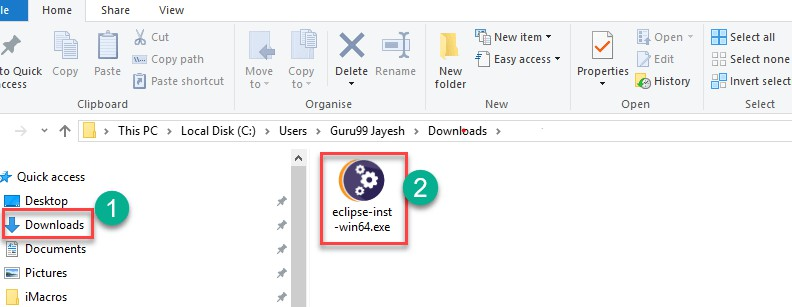 File
Home
Share
View
to Quick
access
Copy
Paste
Cut
Copy path
Paste shortcut
Clipboard
Move
to
Copy
to
Delete
Rename
Organise
New
folder
New item
Easy access
New
Properties
Open
Edit
History
Open
Select all
Select none
Invert select
Select
This PC
Local Disk (C:)
Users
Guru99 Jayesh
Downloads
Quick access
Desktop
Downloads
Documents
Pictures
iMacros
1
eclipse-inst
-win64.exe
2